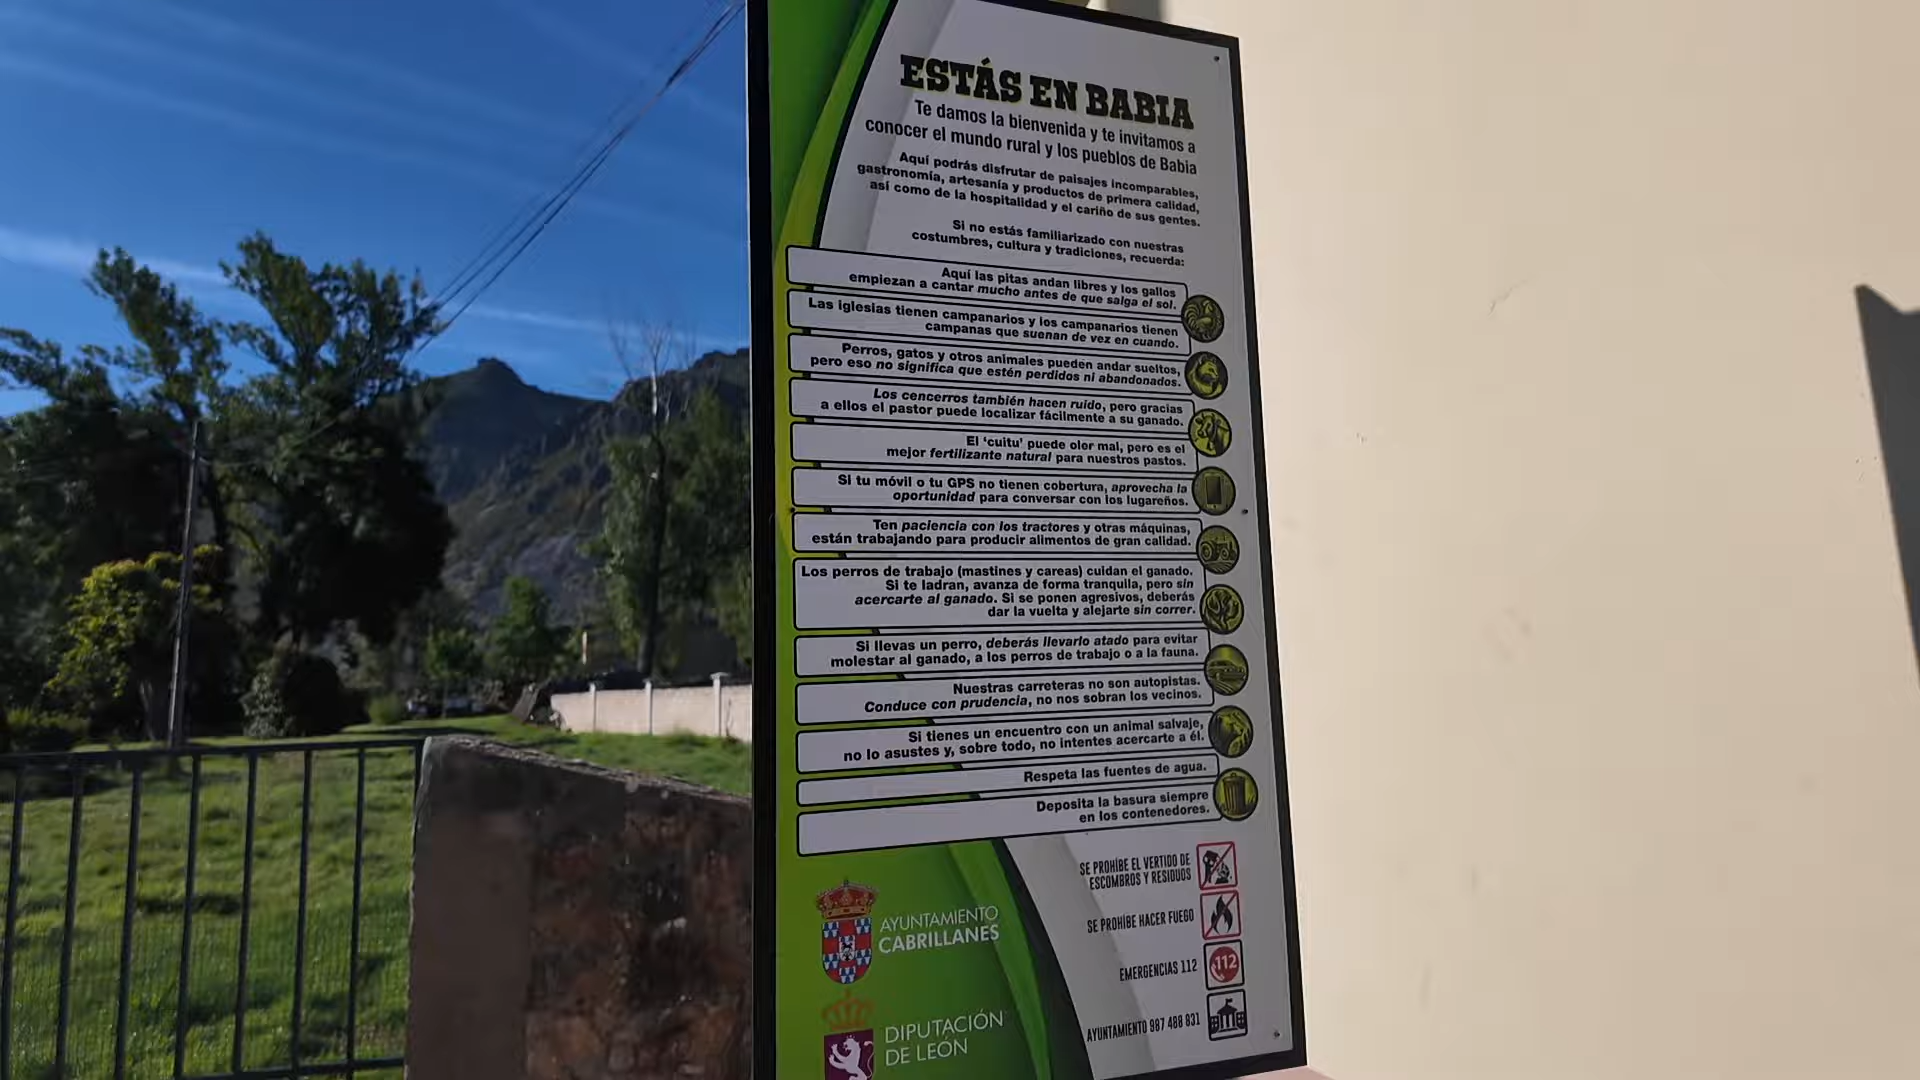 ESTÁS EN BABIA
Te damos la bienvenida y te invitamos a
conocer el mundo rural y los pueblos de Babia
Aquí podrás disfrutar de paisajes incomparables,
gastronomía, artesanía y productos de primera calidad,
así como de la hospitalidad y el cariño de sus gentes.
Si no estás familiarizado con nuestras
costumbres, cultura y tradiciones, recuerda:
Aquí las pitas andan libres y los gallos
empiezan a cantar mucho antes de que salga el sol.
Las iglesias tienen campanarios y los campanarios tienen
campanas que suenan de vez en cuando.
Perros, gatos y otros animales pueden andar sueltos,
pero eso no significa que estén perdidos ni abandonados.
Los cencerros también hacen ruido, pero gracias
a ellos el pastor puede localizar fácilmente a su ganado.
El ‘cuitu’ puede olor mal, pero es el
mejor fertilizante natural para nuestros pastos.
Si tu móvil o tu GPS no tienen cobertura, aprovecha la
oportunidad para conversar con los lugareños.
Ten paciencia con los tractores y otras máquinas,
están trabajando para producir alimentos de gran calidad.
Los perros de trabajo (mastines y careas) cuidan el ganado.
Si te ladran, avanza de forma tranquila, pero sin
acercarte al ganado. Si se ponen agresivos, deberás
dar la vuelta y alejarte sin correr.
Si llevas un perro, deberás llevarlo atado para evitar
molestar al ganado, a los perros de trabajo o a la fauna.
Nuestras carreteras no son autopistas.
Conduce con prudencia, no nos sobran los vecinos.
Si tienes un encuentro con un animal salvaje,
no lo asustes y, sobre todo, no intentes acercarte a él.
Respeta las fuentes de agua.
Deposita la basura siempre
en los contenedores.
SE PROHÍBE EL VERTIDO DE
ESCOMBROS Y RESIDUOS
SE PROHÍBE HACER FUEGO
EMERGENCIAS 112
112
AYUNTAMIENTO 987 488 831
AYUNTAMIENTO
CABRILLANES
DIPUTACIÓN
DE LEÓN